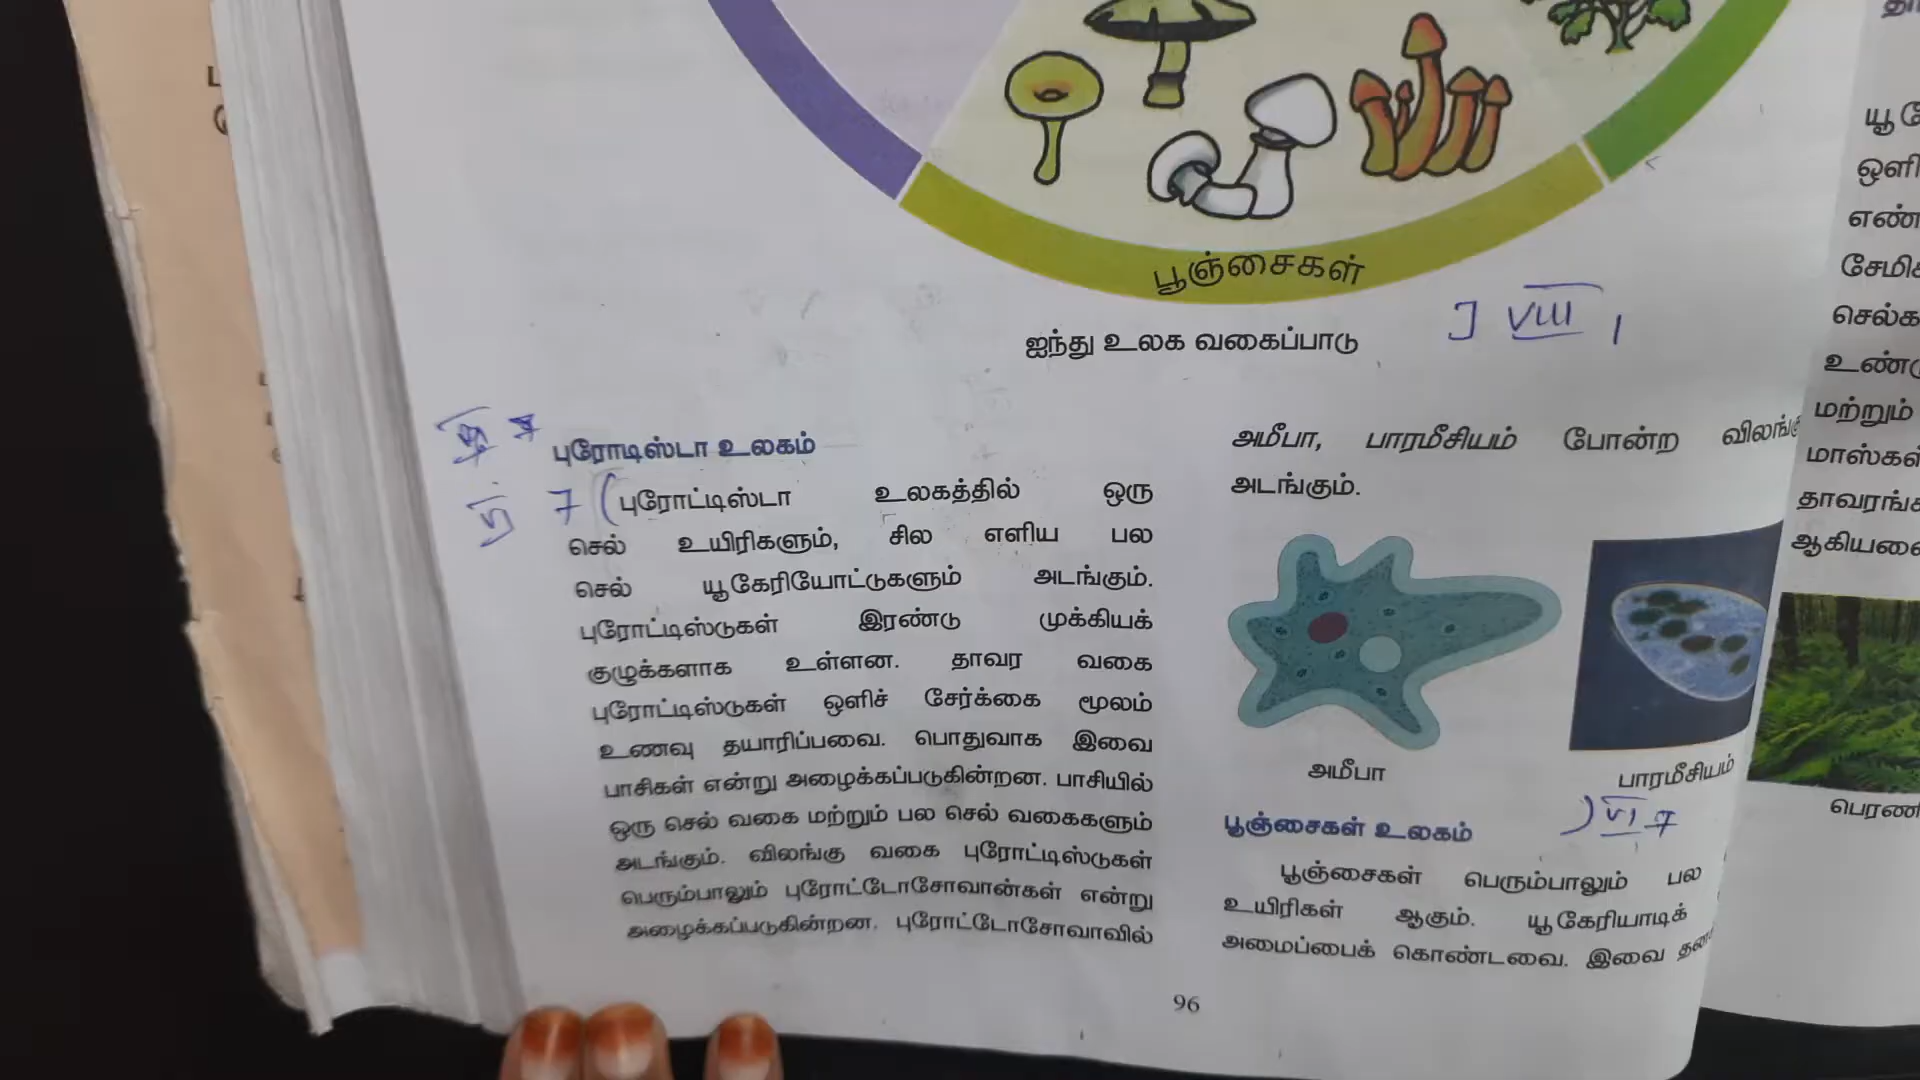 பூஞ்சைகள்
ஐந்து உலக வகைப்பாடு
VIII
புரோடிஸ்டா உலகம்
7 (புரோட்டிஸ்டா உலகத்தில் ஒரு
செல் உயிரிகளும், சில எளிய பல
செல் யூகேரியோட்டுகளும் அடங்கும்.
புரோட்டிஸ்டுகள் இரண்டு முக்கியக்
குழுக்களாக உள்ளன. தாவர வகை
புரோட்டிஸ்டுகள் ஒளிச் சேர்க்கை மூலம்
உணவு தயாரிப்பவை. பொதுவாக இவை
பாசிகள் என்று அழைக்கப்படுகின்றன. பாசியில்
ஒரு செல் வகை மற்றும் பல செல் வகைகளும்
அடங்கும். விலங்கு வகை புரோட்டிஸ்டுகள்
பெரும்பாலும் புரோட்டோசோவான்கள் என்று
அழைக்கப்படுகின்றன. புரோட்டோசோவாவில்
அமீபா, பாரமீசியம் போன்ற
அடங்கும்.
அமீபா
பாரமீசியம்
) VI 7
பூஞ்சைகள் உலகம்
பூஞ்சைகள் பெரும்பாலும் பல
உயிரிகள் ஆகும். யூகேரியாடிக்
அமைப்பைக் கொண்டவை. இவை
96
ஒளி
எண்
செல்க
மற்றும்
மாஸ்கள்
தாவரங்க
ஆகியவை
பெரணி